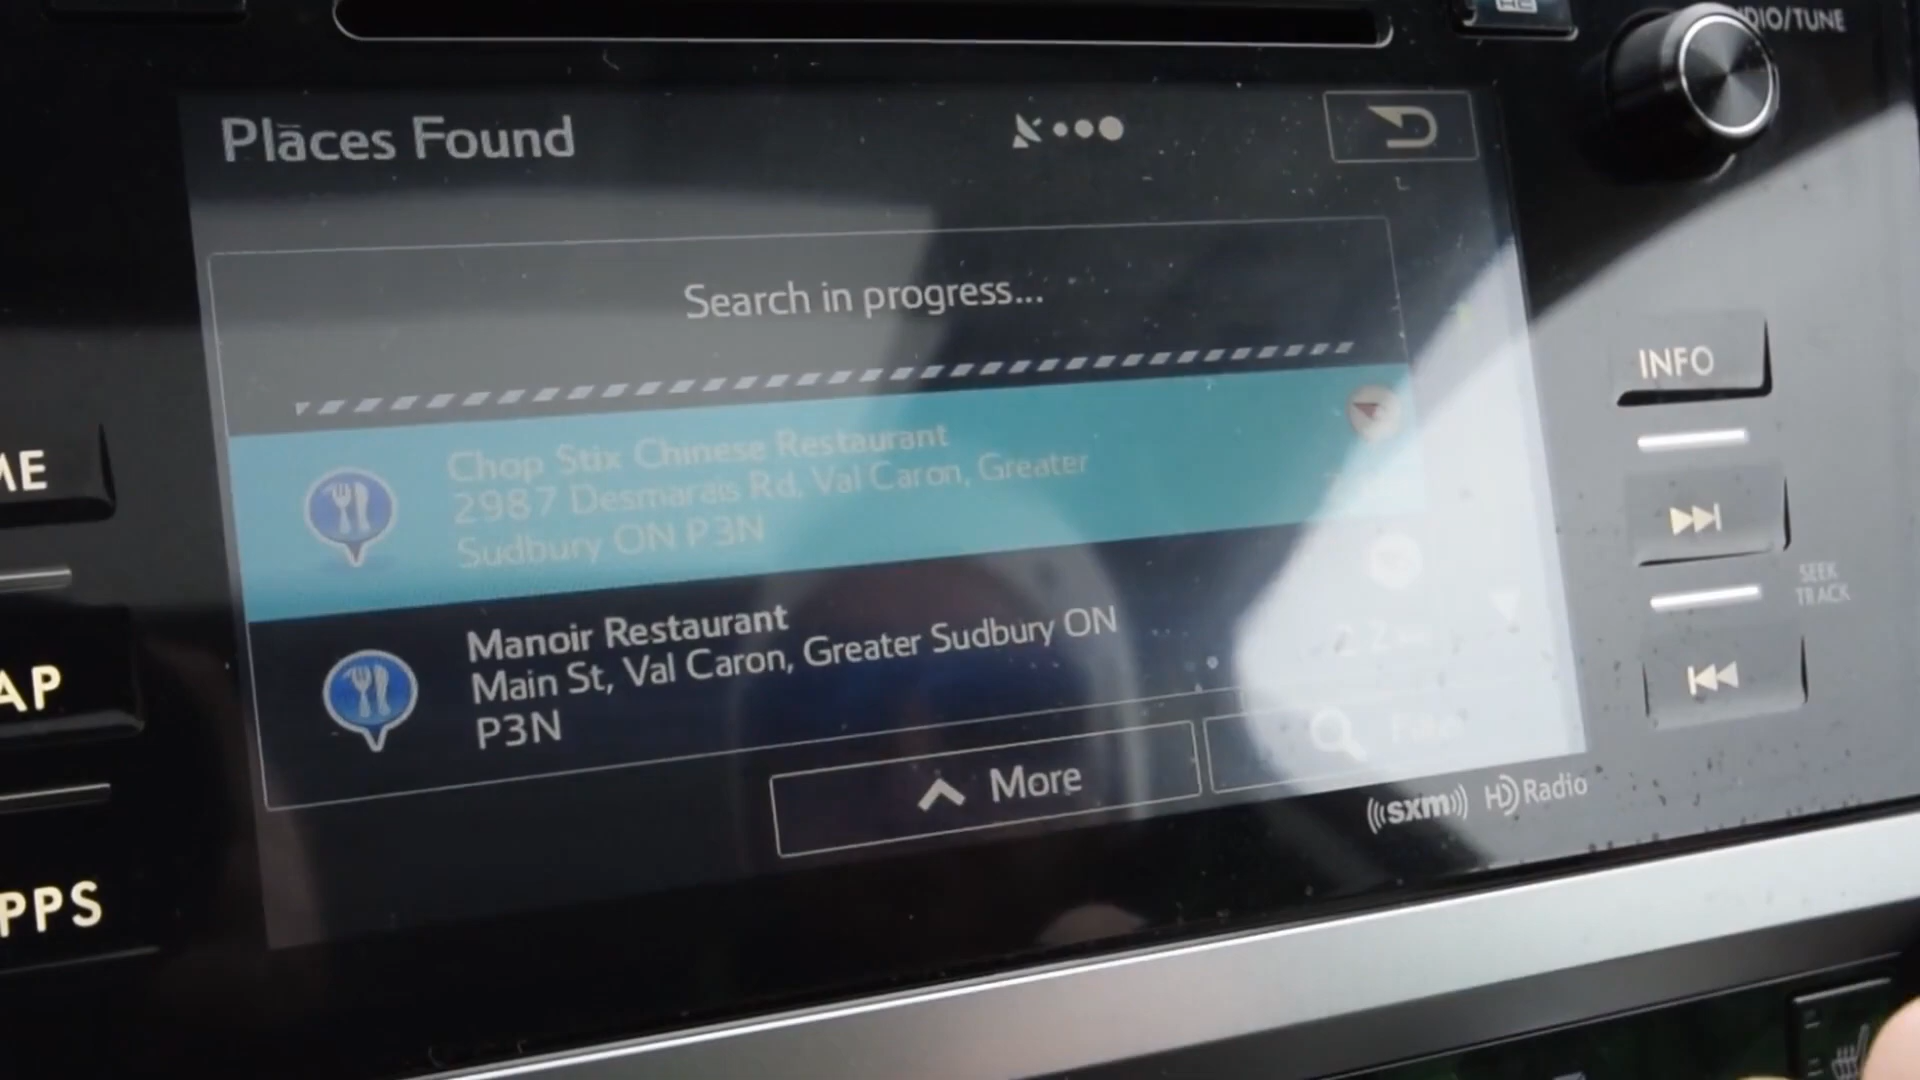 Places Found
Search in progress...
Chop Stix Chinese Restaurant
2987 Desmarais Rd, Val Caron, Greater
Sudbury ON P3N
Manoir Restaurant
Main St, Val Caron, Greater Sudbury ON
P3N
More
ME
AP
PPS
DIO/TUNE
INFO
SEEK
TRACK
((sxm)) HD Radio